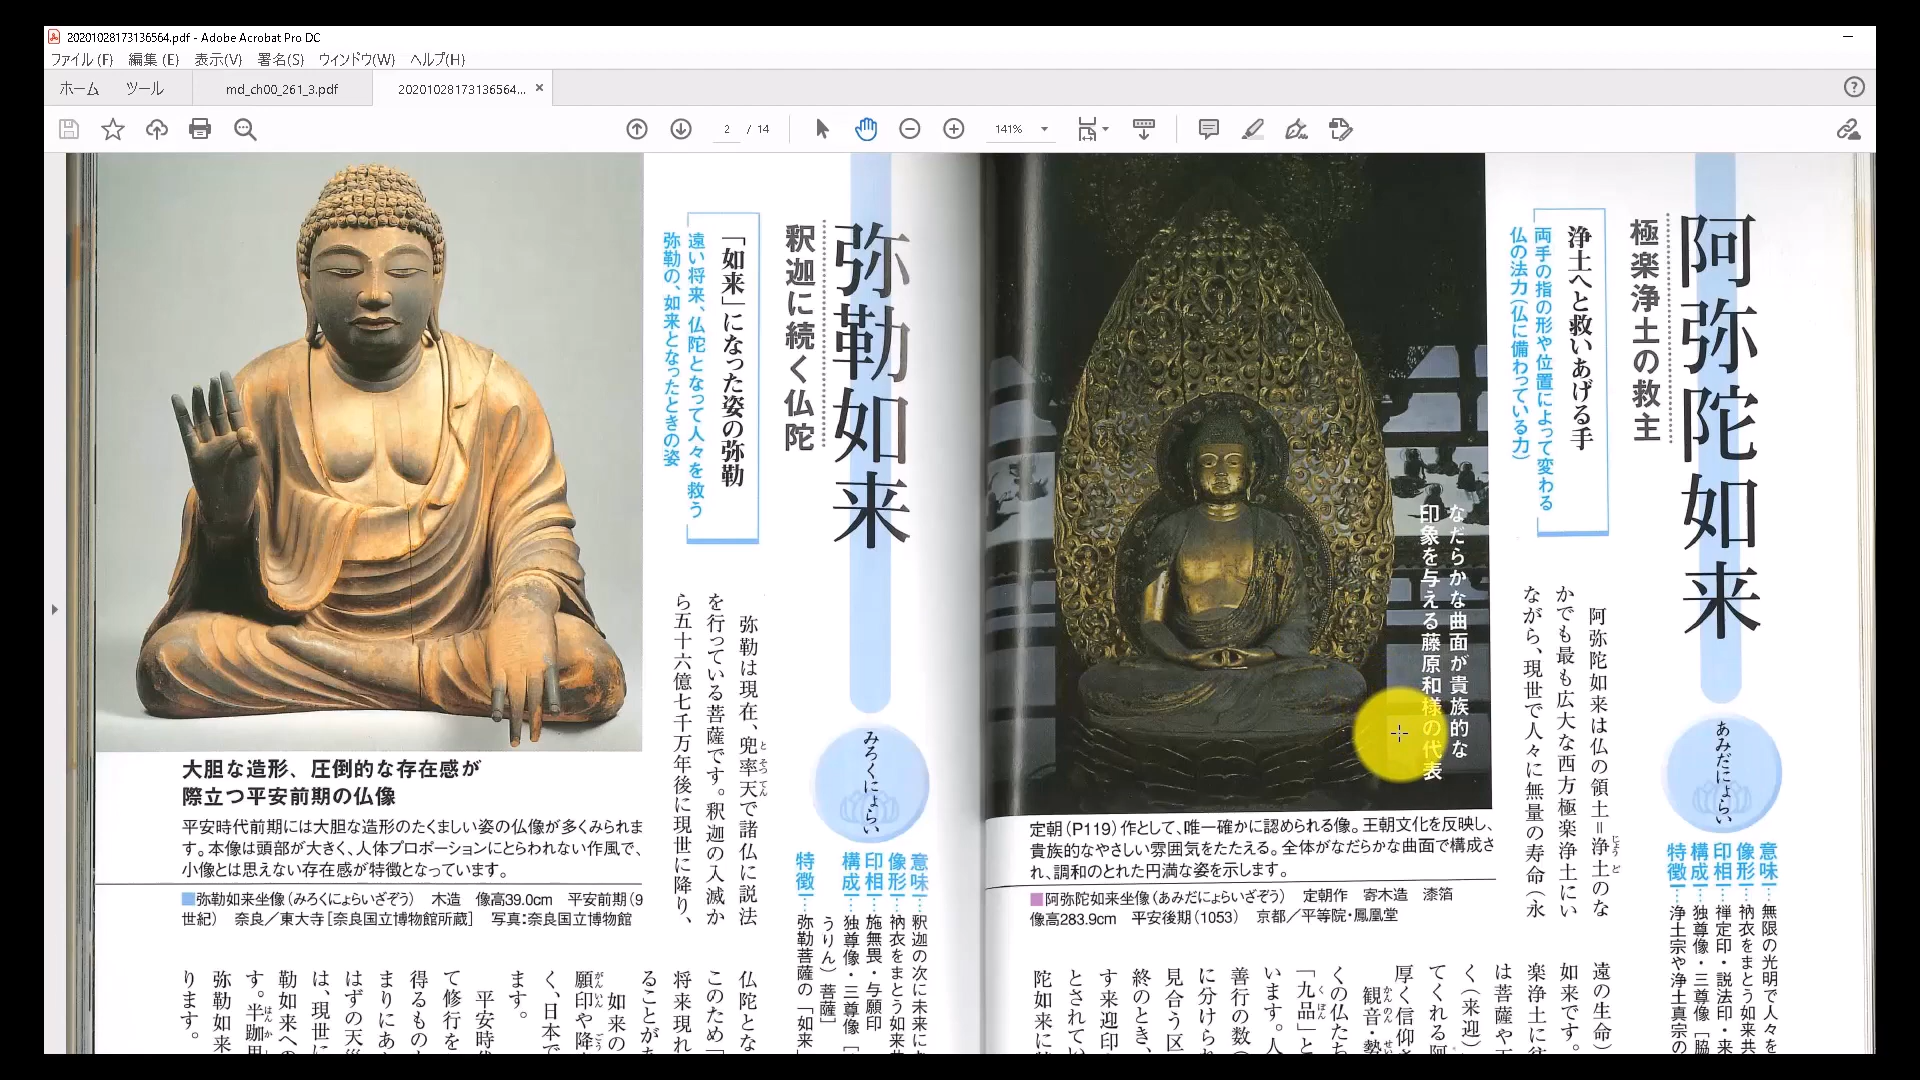 20201028173136564.pdf - Adobe Acrobat Pro DC
ファイル(F) 編集(E) 表示(V) 署名(S) ウィンドウ(W) ヘルプ(H)
ホーム ツール md_ch00_261_3.pdf 20201028173136564... ×
2 / 14 141%
阿弥陀如来
あみだにょらい
極楽浄土の救主
浄土へと救いあげる手
両手の指の形や位置によって変わる
仏の法力(仏に備わっている力)
阿弥陀如来は仏の領土=浄土のな
かでも最も広大な西方極楽浄土にい
ながら、現世で人々に無量の寿命(永
意味…無限の光明で人々を
像形…衲衣をまとう如来共
印相…禅定印・説法印・来
構成…独尊像・三尊像[脇
特徴…浄土宗や浄土真宗の
遠の生命)
如来です。
楽浄土に往
は菩薩や天
く(来迎)
てくれる阿
厚く信仰さ
観音・勢
くの仏たち
「九品」と
います。人
善行の数(
に分けられ
見合う区
終のとき、
す来迎印
とされてい
陀如来に
なだらかな曲面が貴族的な
印象を与える藤原和様の代表
定朝(P119)作として、唯一確かに認められる像。王朝文化を反映し、
貴族的なやさしい雰囲気をたたえる。全体がなだらかな曲面で構成さ
れ、調和のとれた円満な姿を示します。
■阿弥陀如来坐像(あみだにょらいざぞう) 定朝作 寄木造 漆箔
像高283.9cm 平安後期(1053) 京都/平等院・鳳凰堂
弥勒如来
みろくにょらい
釈迦に続く仏陀
「如来」になった姿の弥勒
遠い将来、仏陀となって人々を救う
弥勒の、如来となったときの姿
弥勒は現在、兜率天で諸仏に説法
を行っている菩薩です。釈迦の入滅か
ら五十六億七千万年後に現世に降り、
意味…釈迦の次に未来に
像形…衲衣をまとう如来共
印相…施無畏・与願印
構成…独尊像・三尊像[
うりん)菩薩]
特徴…弥勒菩薩の「如来」
仏陀とな
このため「
将来現れ
ることが
如来の
願印や降
く、日本で
ます。
平安時代
て修行を
得るもの
まりにあ
はずの天
は、現世に
勒如来への
す。半跏思
弥勒如来
ります。
大胆な造形、圧倒的な存在感が
際立つ平安前期の仏像
平安時代前期には大胆な造形のたくましい姿の仏像が多くみられま
す。本像は頭部が大きく、人体プロポーションにとらわれない作風で、
小像とは思えない存在感が特徴となっています。
■弥勒如来坐像(みろくにょらいざぞう) 木造 像高39.0cm 平安前期(9
世紀) 奈良/東大寺[奈良国立博物館所蔵] 写真:奈良国立博物館